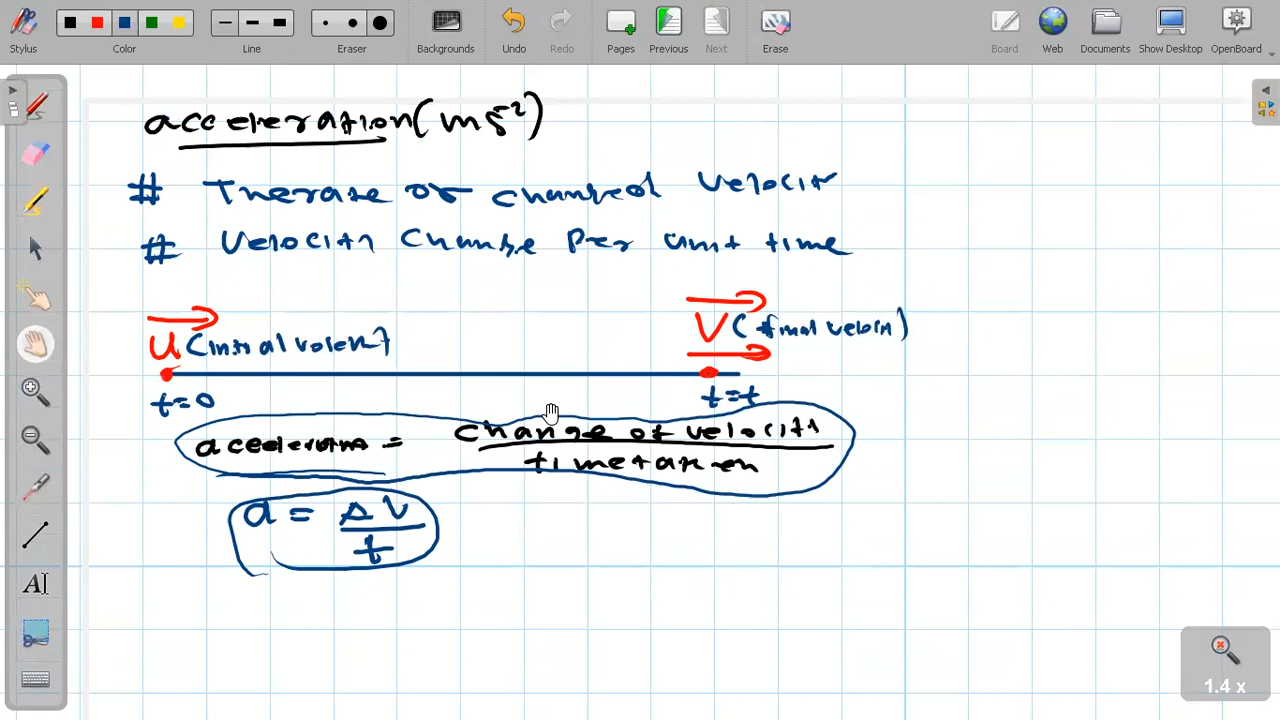 Stylus Color Line Eraser Backgrounds Undo Redo Pages Previous Next Erase Board Web Documents Show Desktop OpenBoard
acceleration (ms⁻²)
# The rate of change of velocity
# Velocity change per unit time
u (initial velocity) V (final velocity)
t=0 t=t
acceleration = change of velocity
time taken
a = ΔV
t
1.4 x